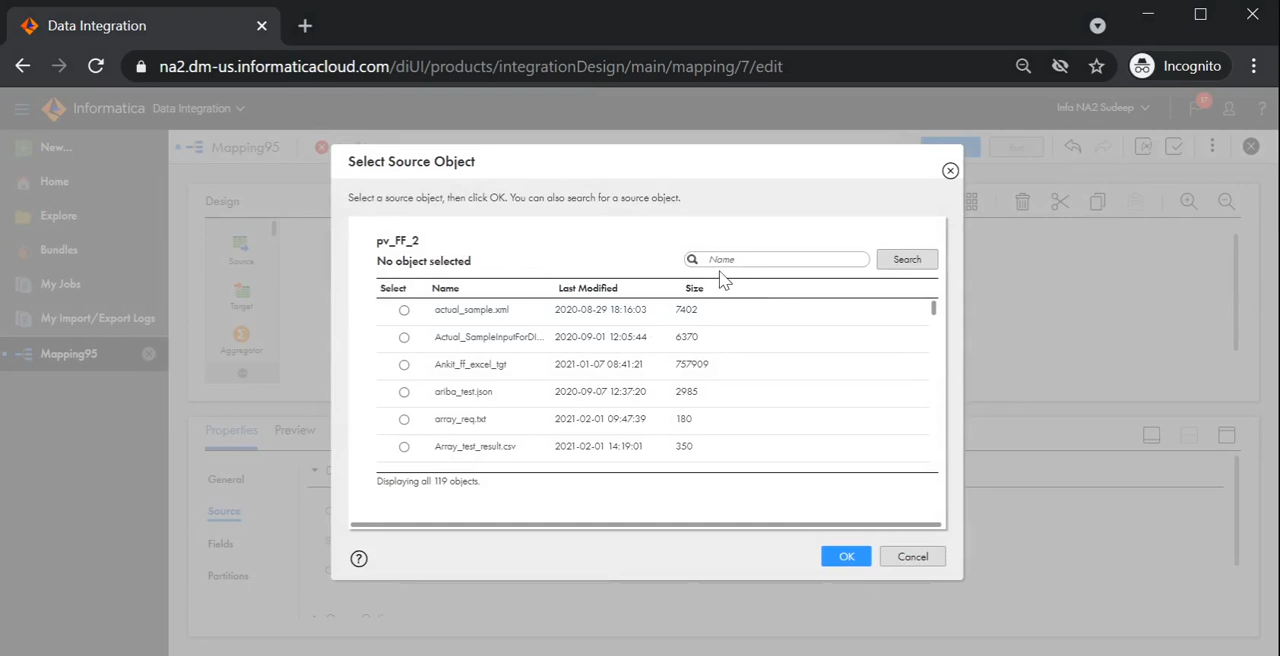 Data Integration
na2.dm-us.informaticacloud.com/diUI/products/integrationDesign/main/mapping/7/edit
Incognito
Informatica Data Integration
Infa NA2 Sudeep
17
?
New...
Home
Explore
Bundles
My Jobs
My Import/Export Logs
Mapping95
Mapping95
Design
Source
Target
Aggregator
Select Source Object
Select a source object, then click OK. You can also search for a source object.
pv_FF_2
No object selected
Name
Search
Select Name Last Modified Size
actual_sample.xml 2020-08-29 18:16:03 7402
Actual_SampleInputForDI... 2020-09-01 12:05:44 6370
Ankit_ff_excel_tgt 2021-01-07 08:41:21 757909
ariba_test.json 2020-09-07 12:37:20 2985
array_req.txt 2021-02-01 09:47:39 180
Array_test_result.csv 2021-02-01 14:19:01 350
Displaying all 119 objects.
?
OK
Cancel
Properties Preview
General
Source
Fields
Partitions